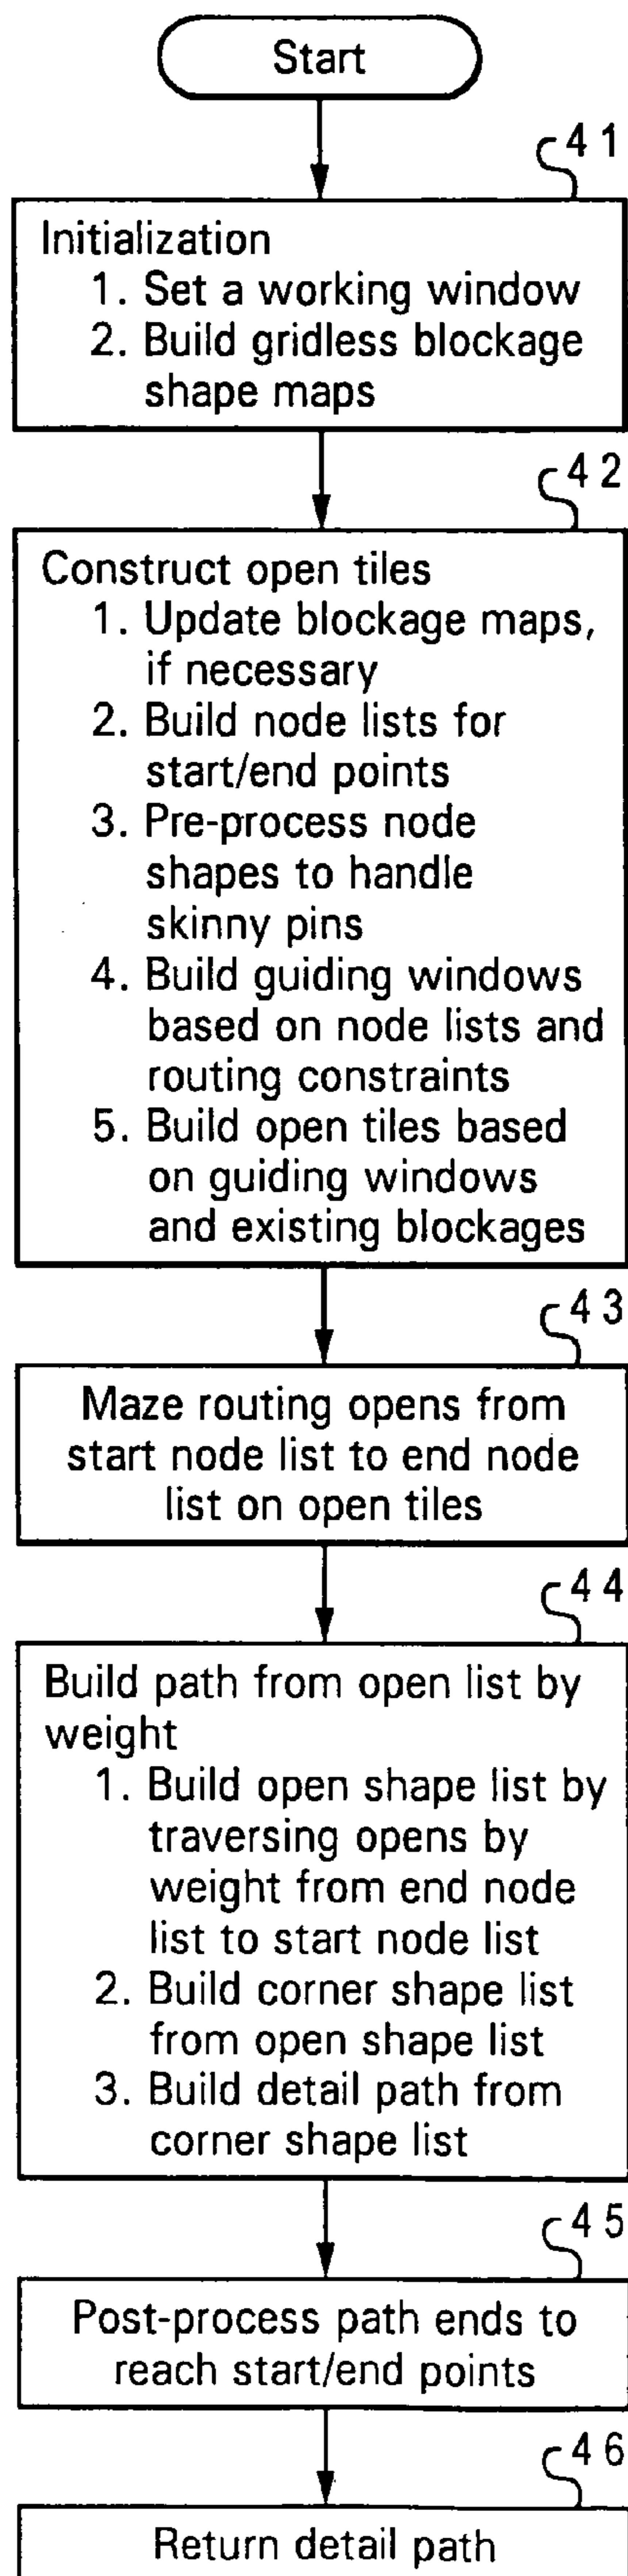 Start
41
Initialization
1. Set a working window
2. Build gridless blockage
shape maps
42
Construct open tiles
1. Update blockage maps,
if necessary
2. Build node lists for
start/end points
3. Pre-process node
shapes to handle
skinny pins
4. Build guiding windows
based on node lists and
routing constraints
5. Build open tiles based
on guiding windows
and existing blockages
43
Maze routing opens from
start node list to end node
list on open tiles
44
Build path from open list by
weight
1. Build open shape list by
traversing opens by
weight from end node
list to start node list
2. Build corner shape list
from open shape list
3. Build detail path from
corner shape list
45
Post-process path ends to
reach start/end points
46
Return detail path